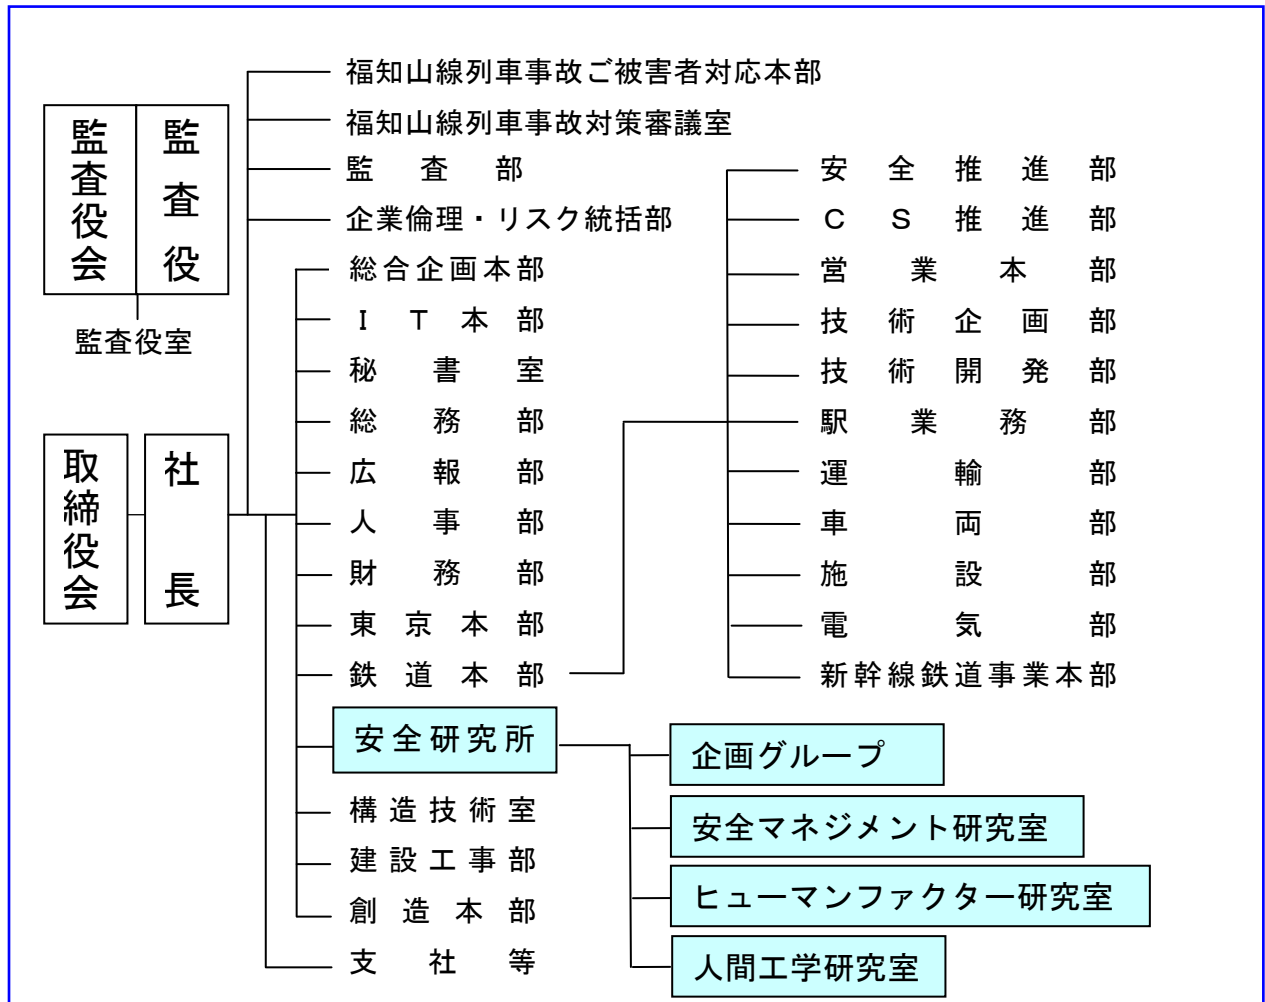 監査役会
監査役
監査役室
取締役会
社長
福知山線列車事故ご被害者対応本部
福知山線列車事故対策審議室
監査部
企業倫理・リスク統括部
総合企画本部
ＩＴ本部
秘書室
総務部
広報部
人事部
財務部
東京本部
鉄道本部
安全研究所
構造技術室
建設工事部
創造本部
支社等
安全推進部
ＣＳ推進部
営業本部
技術企画部
技術開発部
駅業務部
運輸部
車両部
施設部
電気部
新幹線鉄道事業本部
企画グループ
安全マネジメント研究室
ヒューマンファクター研究室
人間工学研究室